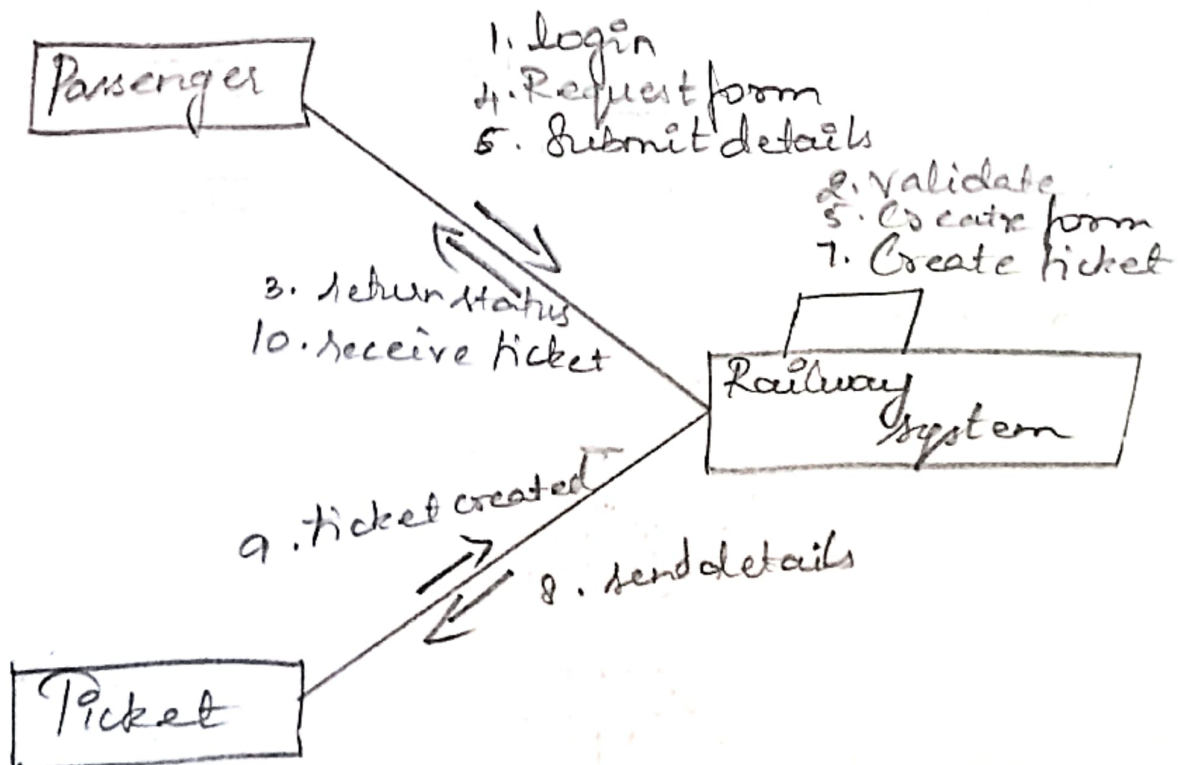 Passenger
1. login
4. Request form
5. Submit details
2. validate
5. Create form
7. Create ticket
3. return status
10. receive ticket
Railway
system
9. ticket created
8. send details
Ticket